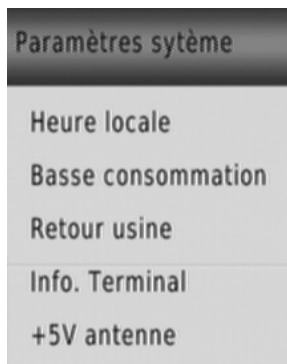 Paramètres sytème
Heure locale
Basse consommation
Retour usine
Info. Terminal
+5V antenne